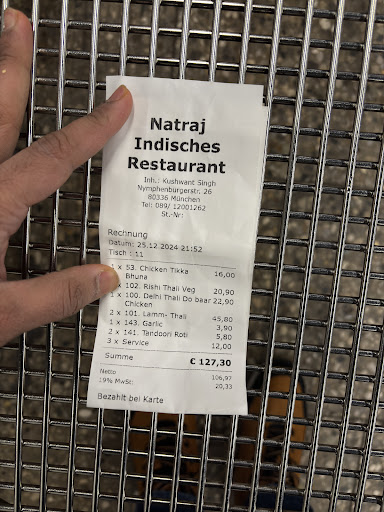 Natraj
Indisches
Restaurant
Inh.: Kushwant Singh
Nymphenburgerstr. 26
80336 München
Tel: 089/ 12001262
St.-Nr:
Rechnung
Datum: 25.12 2024 21:52
Tisch : 11
1 x 53. Chicken Tikka 16,00
Bhuna
x 102. Rishi Thali Veg 20,90
1 x 100. Delhi Thali Do baar 22,90
Chicken
2 x 101. Lamm- Thali 45,80
1 x 143. Garlic 3,90
2 x 141. Tandoori Roti 5,80
3 x Service 12,00
Summe € 127,30
Netto 106,97
19% MwSt: 20,33
Bezahlt bei Karte